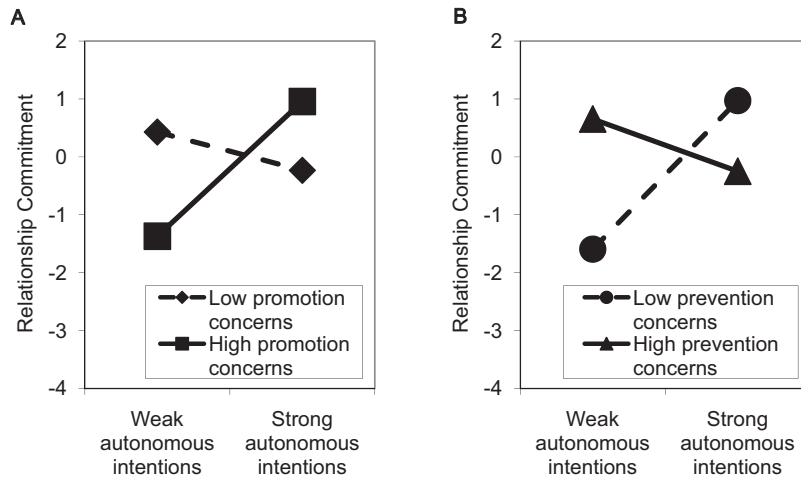 A
Relationship Commitment
2
1
0
-1
-2
-3
-4
Low promotion
concerns
High promotion
concerns
Weak
autonomous
intentions
Strong
autonomous
intentions
B
Relationship Commitment
2
1
0
-1
-2
-3
-4
Low prevention
concerns
High prevention
concerns
Weak
autonomous
intentions
Strong
autonomous
intentions